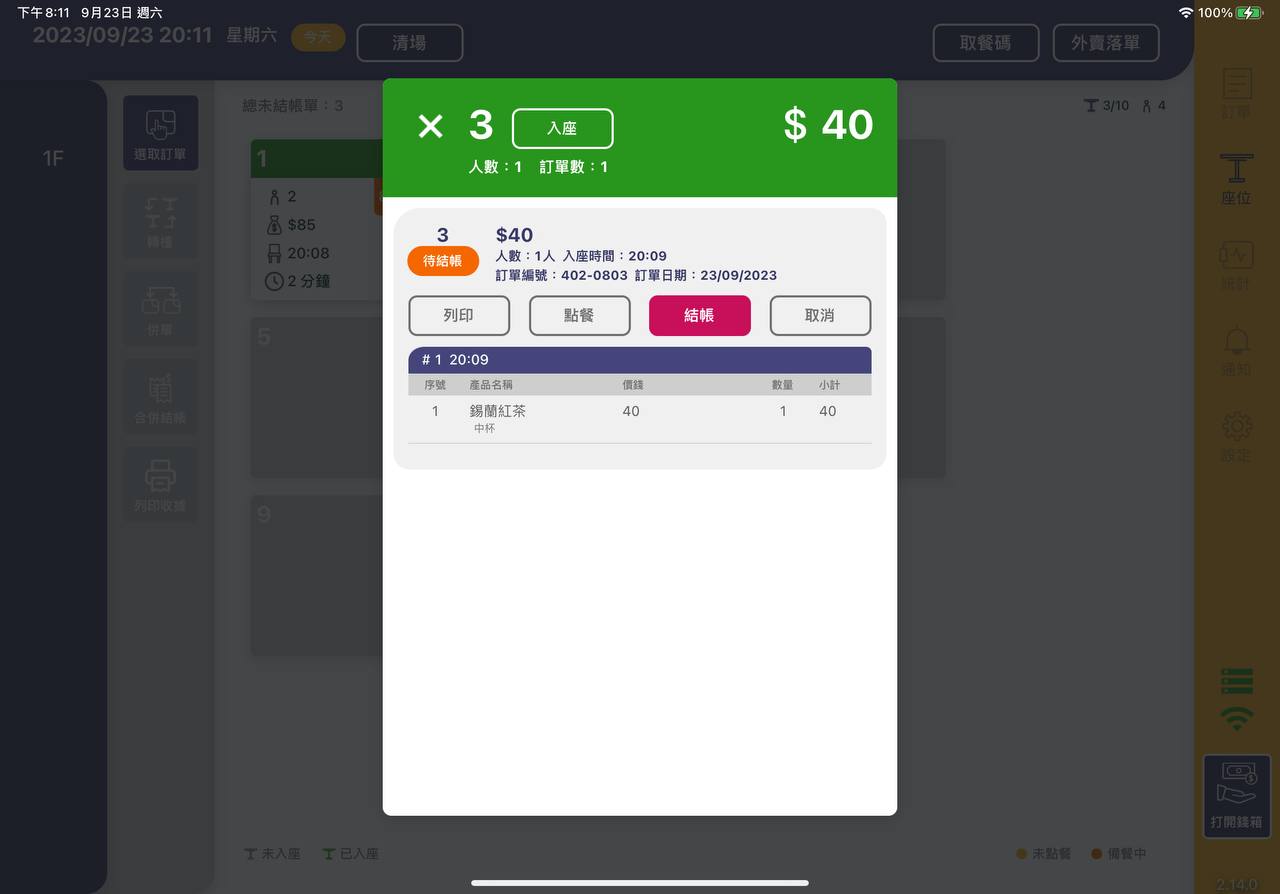 下午8:11 9月23日 週六
100%
2023/09/23 20:11 星期六 今天 清場
取餐碼 外賣落單
1F
選取訂單
轉檯
併單
合併結帳
列印收據
總未結帳單：3
3/10 4
1
2
$85
20:08
2 分鐘
5
9
3 入座 $ 40
人數：1 訂單數：1
3 $40
待結帳
人數：1人 入座時間：20:09
訂單編號：402-0803 訂單日期：23/09/2023
列印 點餐 結帳 取消
# 1 20:09
序號 產品名稱 價錢 數量 小計
1 錫蘭紅茶 40 1 40
中杯
訂單
座位
統計
通知
設定
打開錢箱
未入座 已入座
未點餐 備餐中
2.14.0